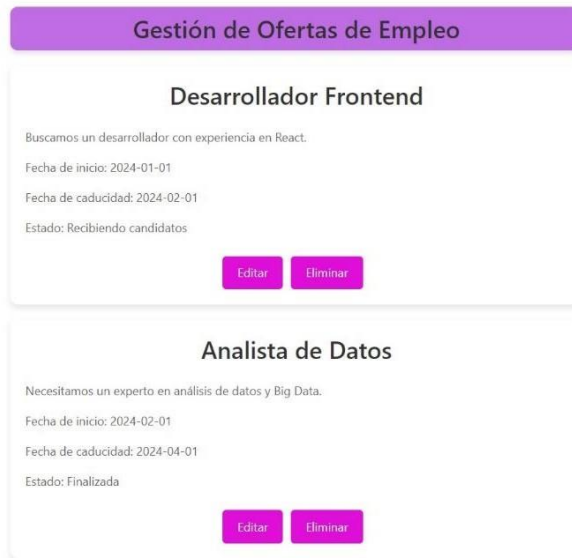 Gestión de Ofertas de Empleo
Desarrollador Frontend
Buscamos un desarrollador con experiencia en React.
Fecha de inicio: 2024-01-01
Fecha de caducidad: 2024-02-01
Estado: Recibiendo candidatos
Editar Eliminar
Analista de Datos
Necesitamos un experto en análisis de datos y Big Data.
Fecha de inicio: 2024-02-01
Fecha de caducidad: 2024-04-01
Estado: Finalizada
Editar Eliminar